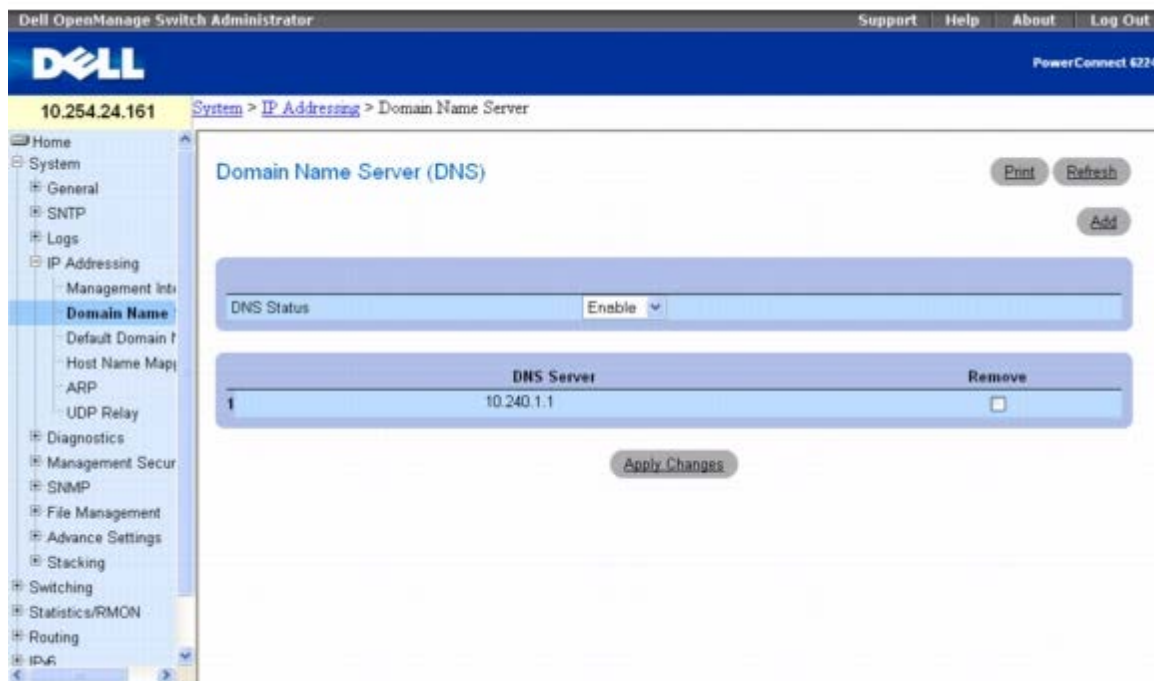 Dell OpenManage Switch Administrator Support Help About Log Out
DELL
PowerConnect 622
10.254.24.161
System > IP Addressing > Domain Name Server
Home
System
General
SNTP
Logs
IP Addressing
Management Int
Domain Name
Default Domain
Host Name Map
ARP
UDP Relay
Diagnostics
Management Secur
SNMP
File Management
Advance Settings
Stacking
Switching
Statistics/RMON
Routing
IPv6
Domain Name Server (DNS)
Print Refresh
Add
DNS Status Enable
DNS Server Remove
1 10.240.1.1
Apply Changes